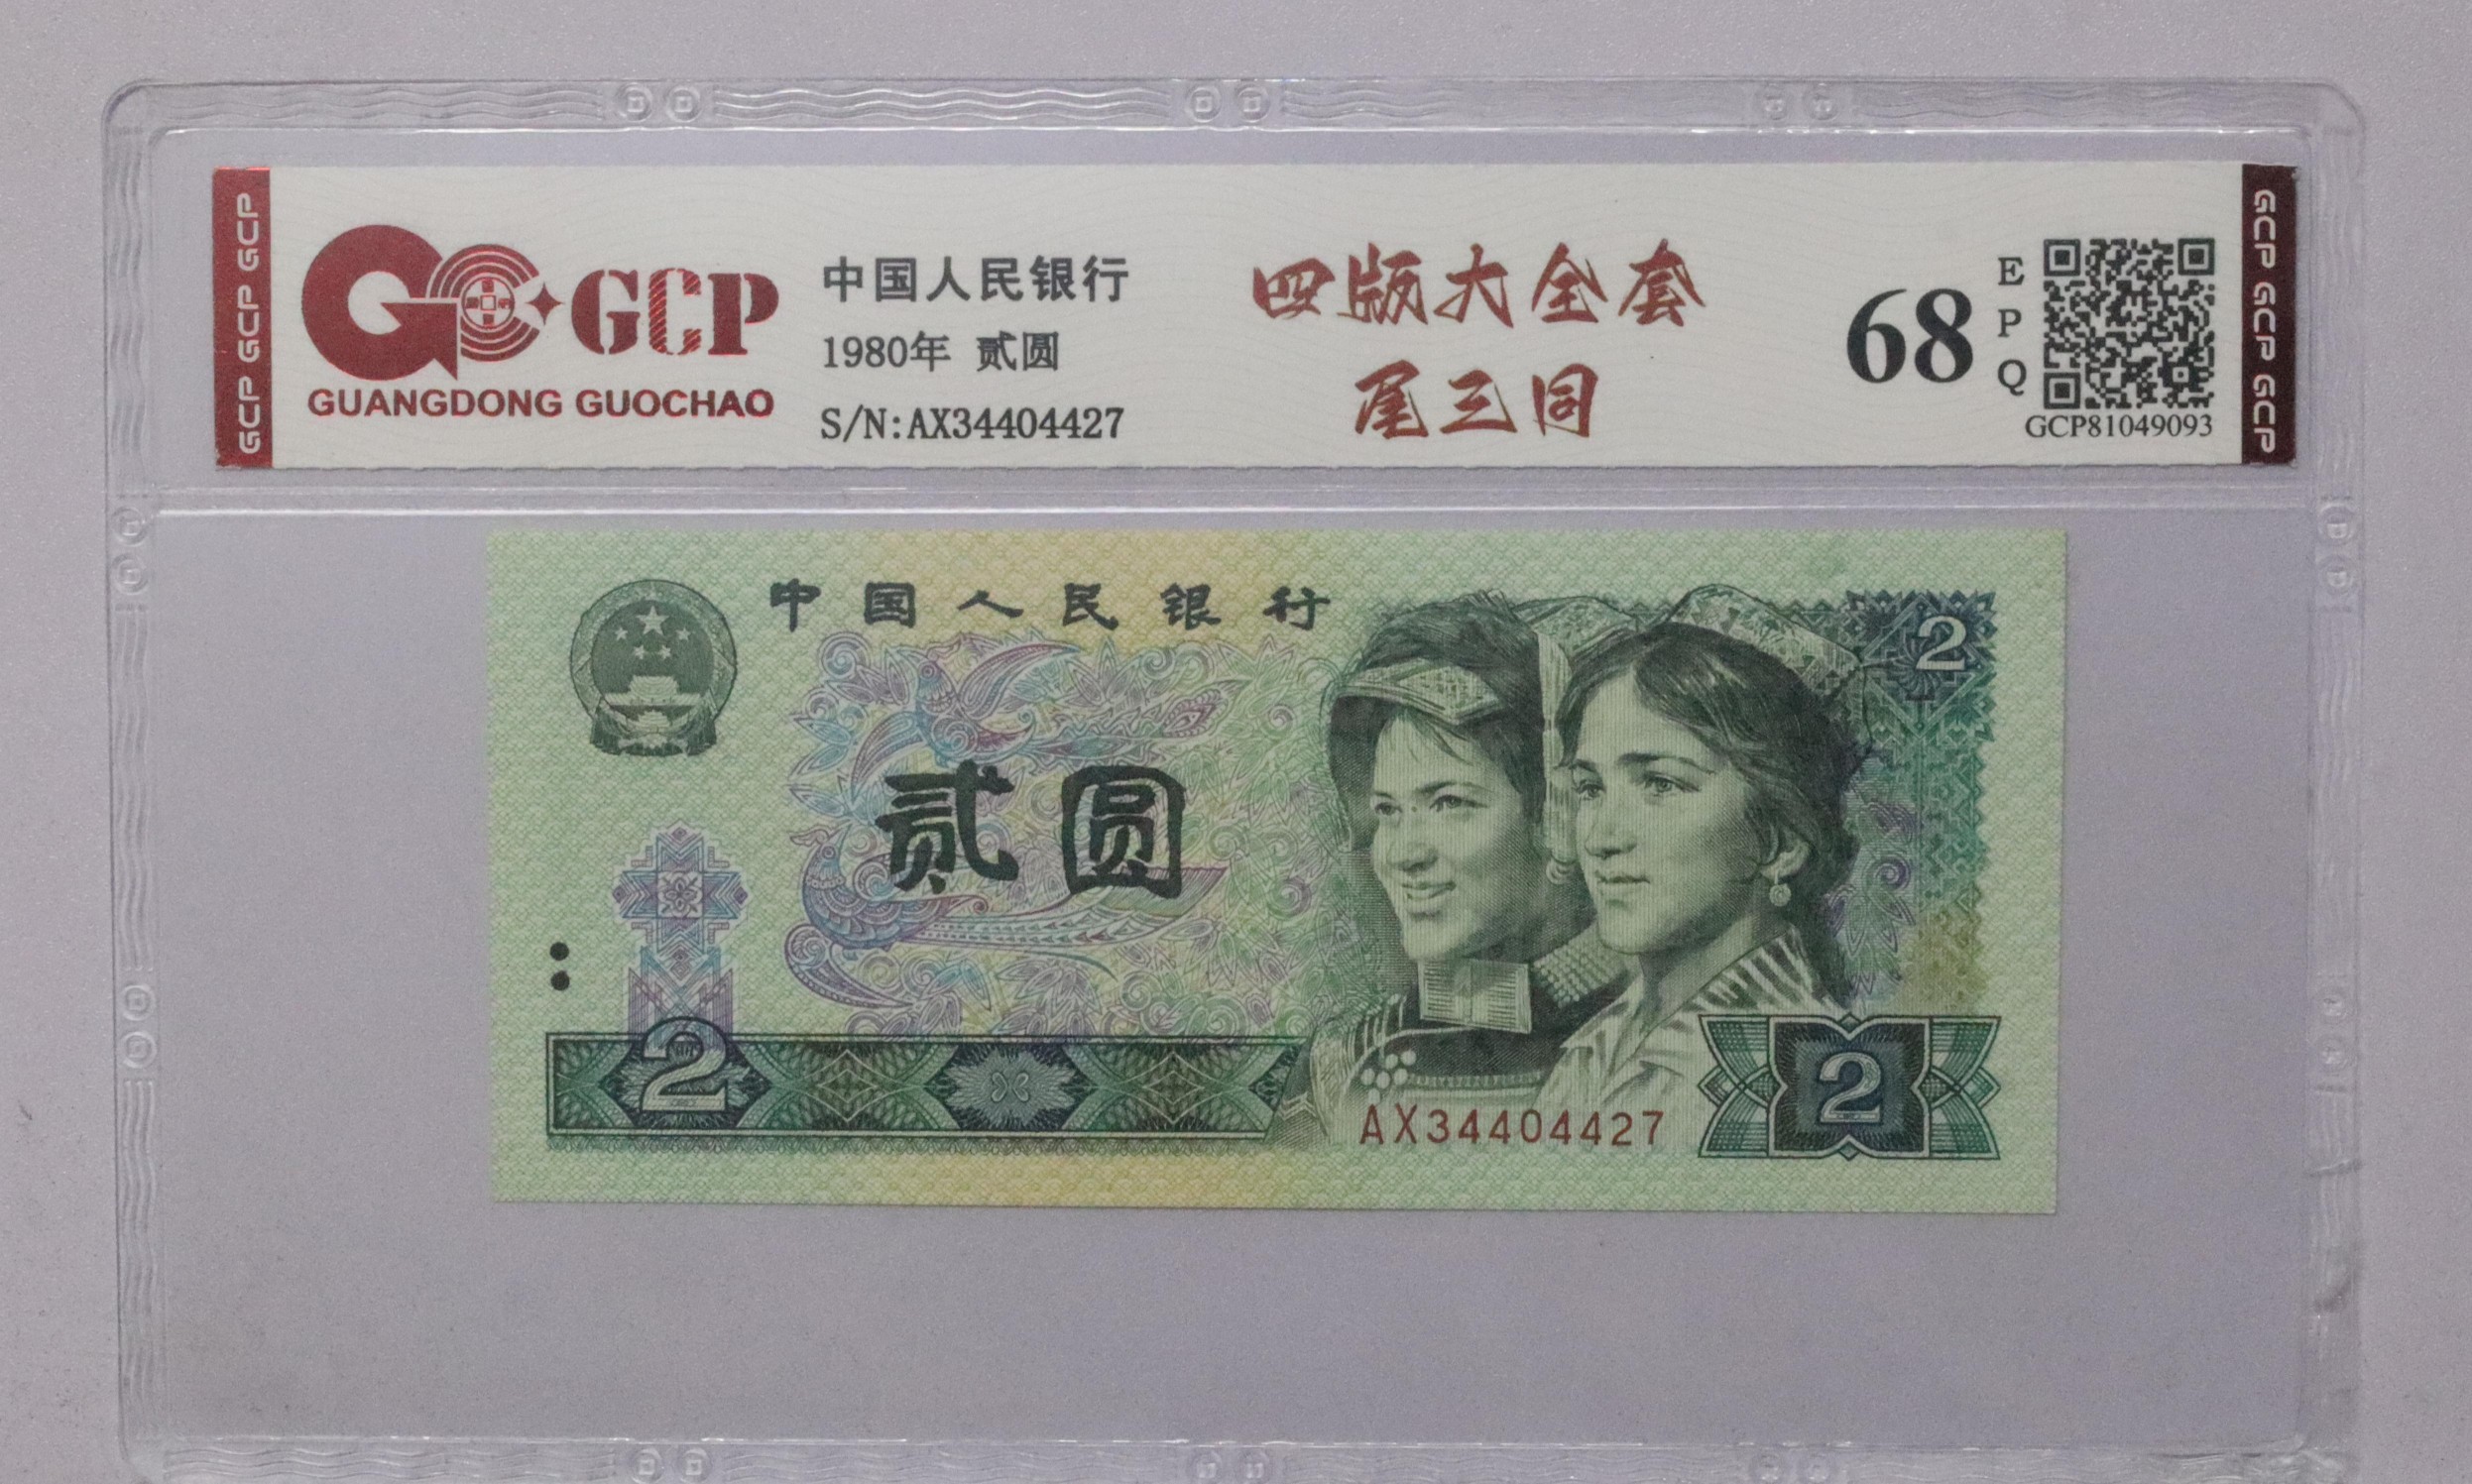 GCP GCP GCP
GCP
GUANGDONG GUOCHAO
中国人民银行
1980年 贰圆
S/N:AX34404427
四版大全套
尾三同
68
E
P
Q
GCP81049093
GCP GCP GCP
中国人民银行
2
贰圆
2
AX34404427
2